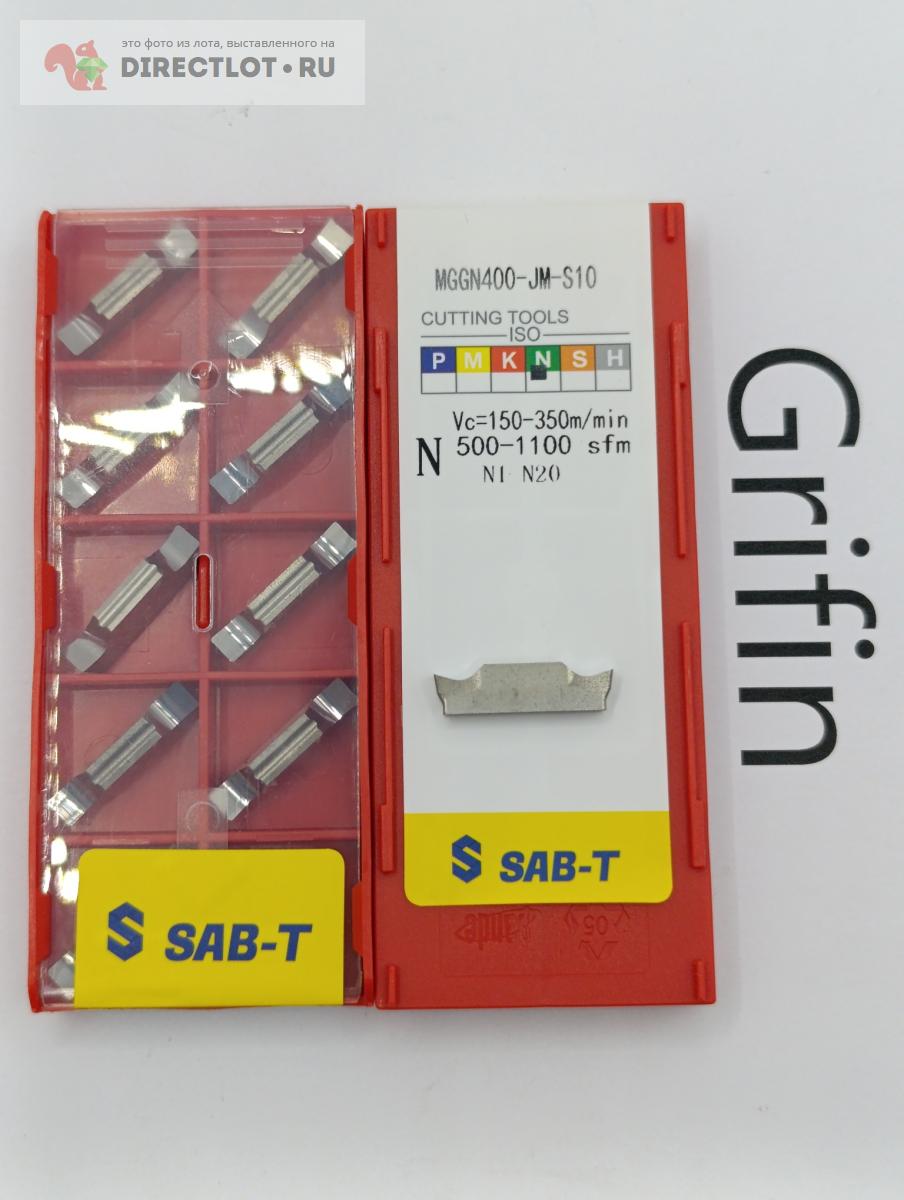 это фото из лота, выставленного на
DIRECTLOT•RU
MGGN400-JM-S10
CUTTING TOOLS
ISO
P M K N S H
Vc=150-350m/min
N 500-1100 sfm
N1- N20
SAB-T
SAB-T
05
Grifin